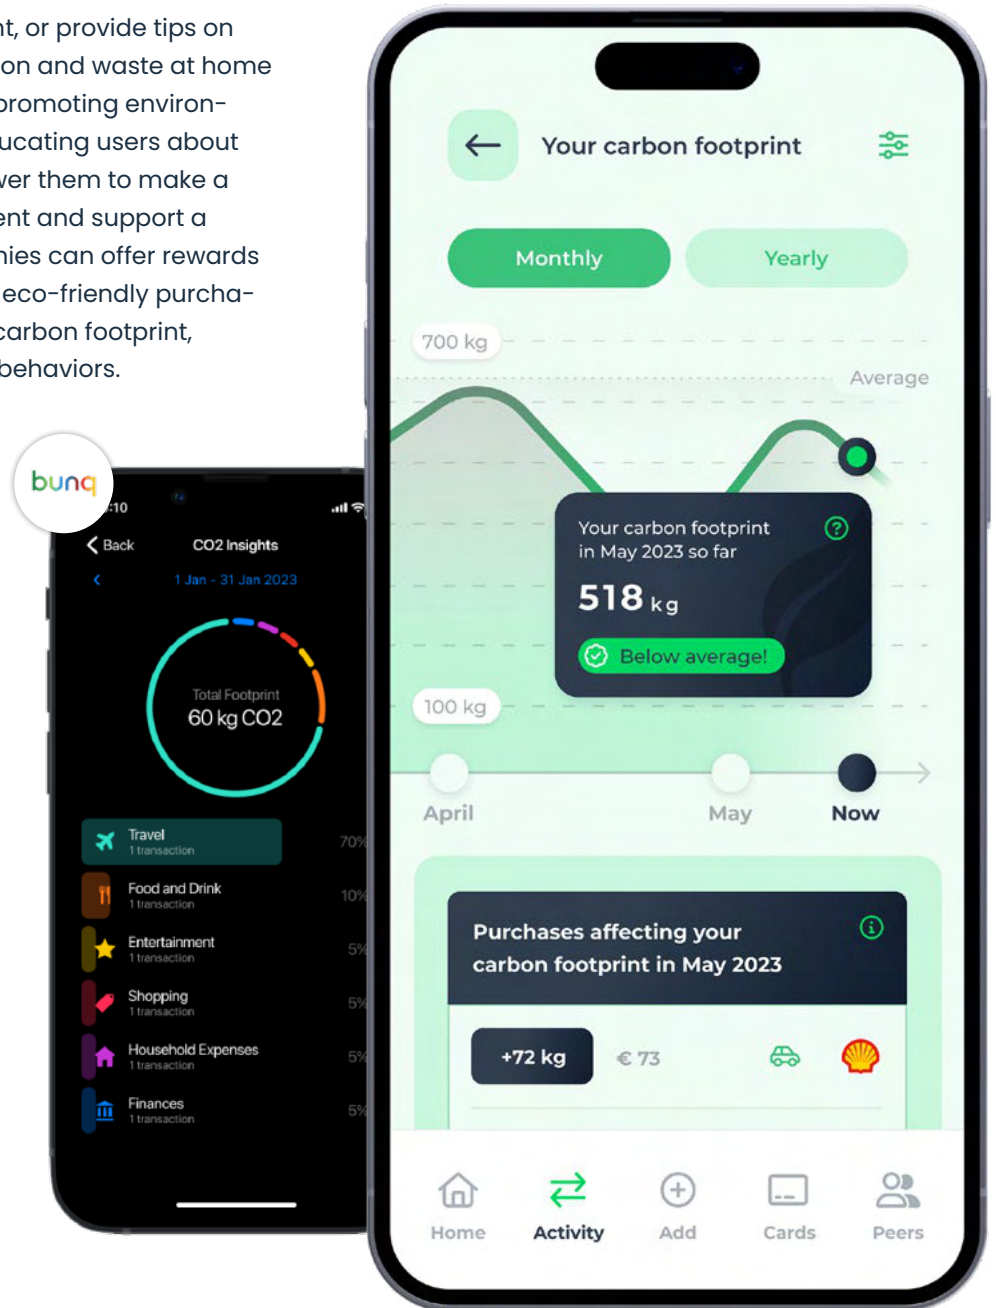 nt, or provide tips on
on and waste at home
promoting environ-
ucating users about
wer them to make a
ent and support a
nies can offer rewards
eco-friendly purcha-
carbon footprint,
behaviors.
bunq
:10
Back
CO2 Insights
1 Jan - 31 Jan 2023
Total Footprint
60 kg CO2
Travel
1 transaction
70%
Food and Drink
1 transaction
10%
Entertainment
1 transaction
5%
Shopping
1 transaction
5%
Household Expenses
1 transaction
5%
Finances
1 transaction
5%
Your carbon footprint
Monthly
Yearly
700 kg
Average
Your carbon footprint
in May 2023 so far
518 kg
Below average!
100 kg
April
May
Now
Purchases affecting your
carbon footprint in May 2023
+72 kg
€ 73
Home
Activity
Add
Cards
Peers